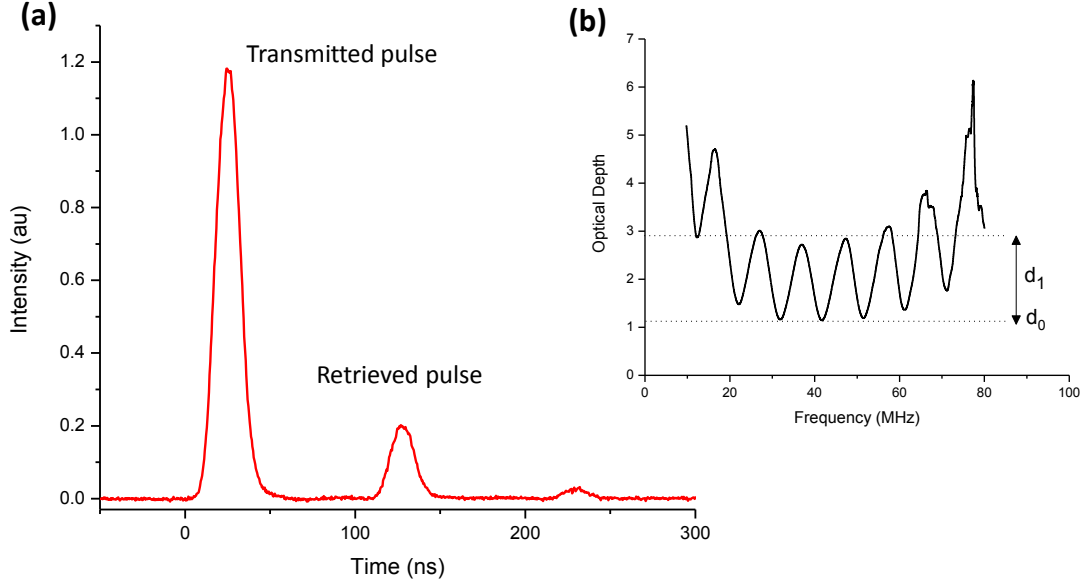 (a)
Transmitted pulse
Retrieved pulse
Intensity (au)
1.2
1.0
0.8
0.6
0.4
0.2
0.0
0
100
200
300
Time (ns)
(b)
Optical Depth
7
6
5
4
3
2
1
0
0
20
40
60
80
100
Frequency (MHz)
d1
d0